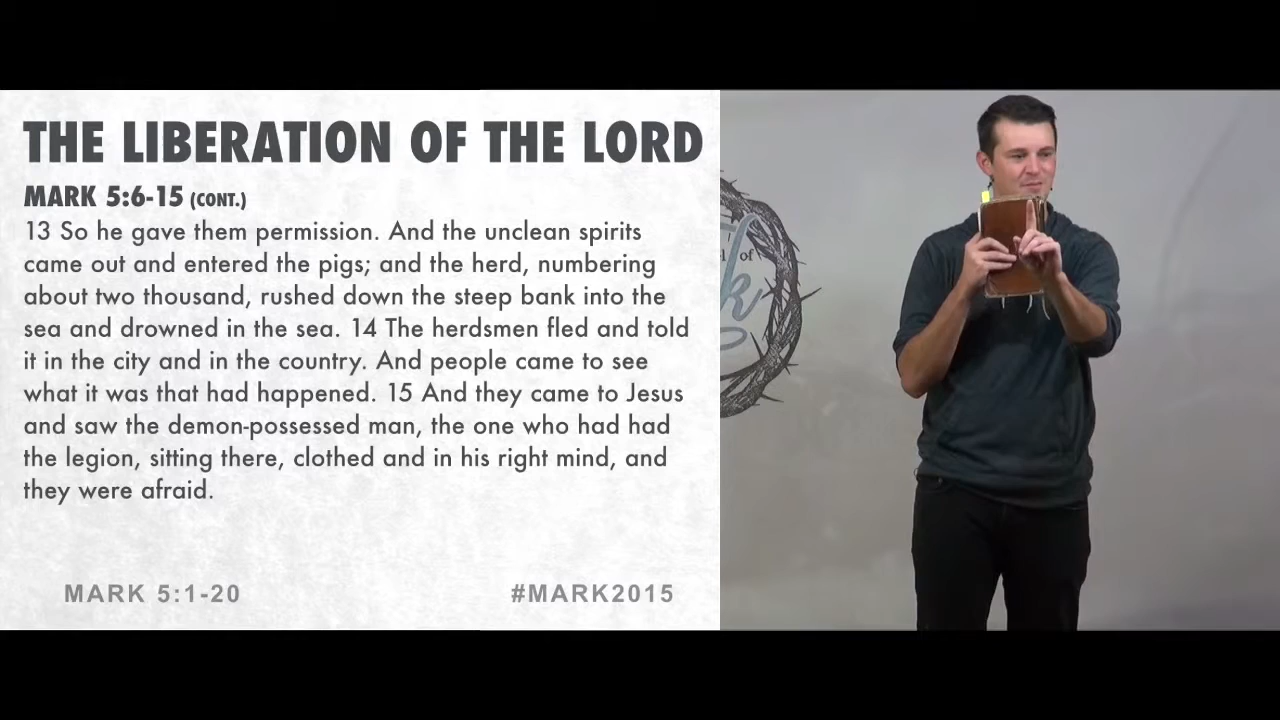 THE LIBERATION OF THE LORD
MARK 5:6-15 (CONT.)
13 So he gave them permission. And the unclean spirits
came out and entered the pigs; and the herd, numbering
about two thousand, rushed down the steep bank into the
sea and drowned in the sea. 14 The herdsmen fled and told
it in the city and in the country. And people came to see
what it was that had happened. 15 And they came to Jesus
and saw the demon-possessed man, the one who had had
the legion, sitting there, clothed and in his right mind, and
they were afraid.
MARK 5:1-20 #MARK2015
of